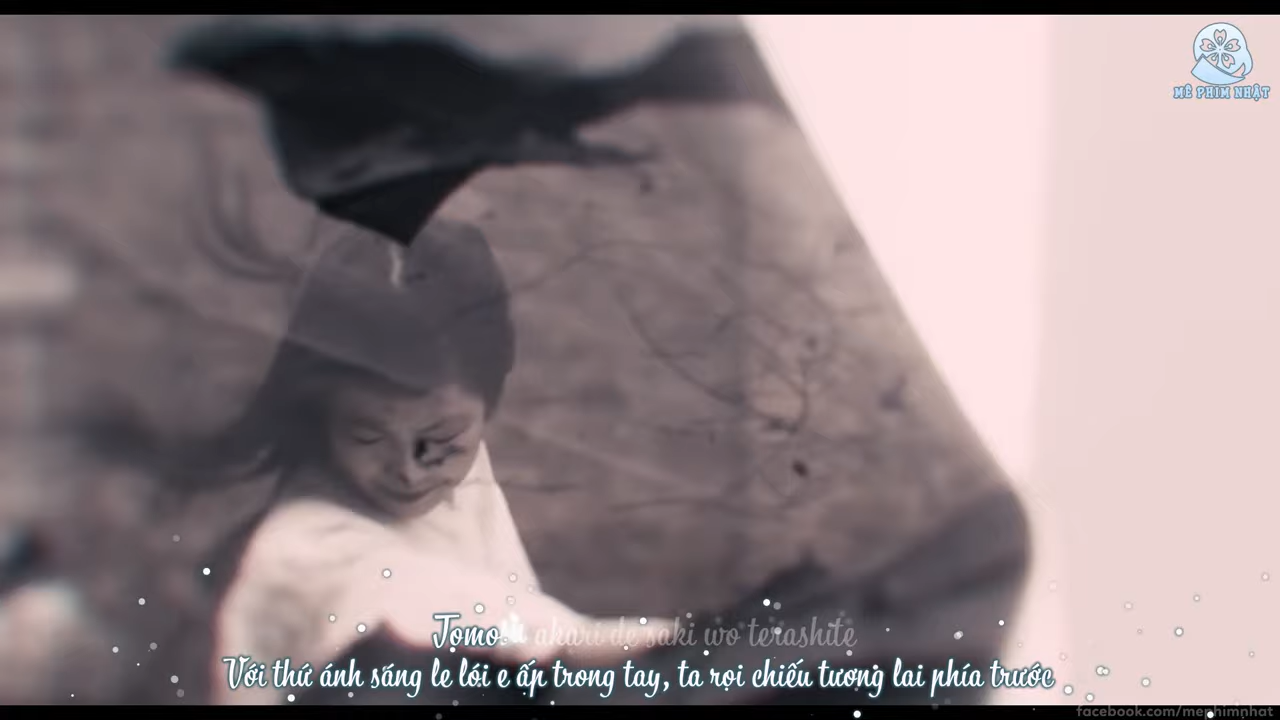 MÊ PHIM NHẬT
Tomo akari de saki wo terashite
Với thứ ánh sáng le lói e ấp trong tay, ta rọi chiếu tương lai phía trước
facebook.com/mephimnhat